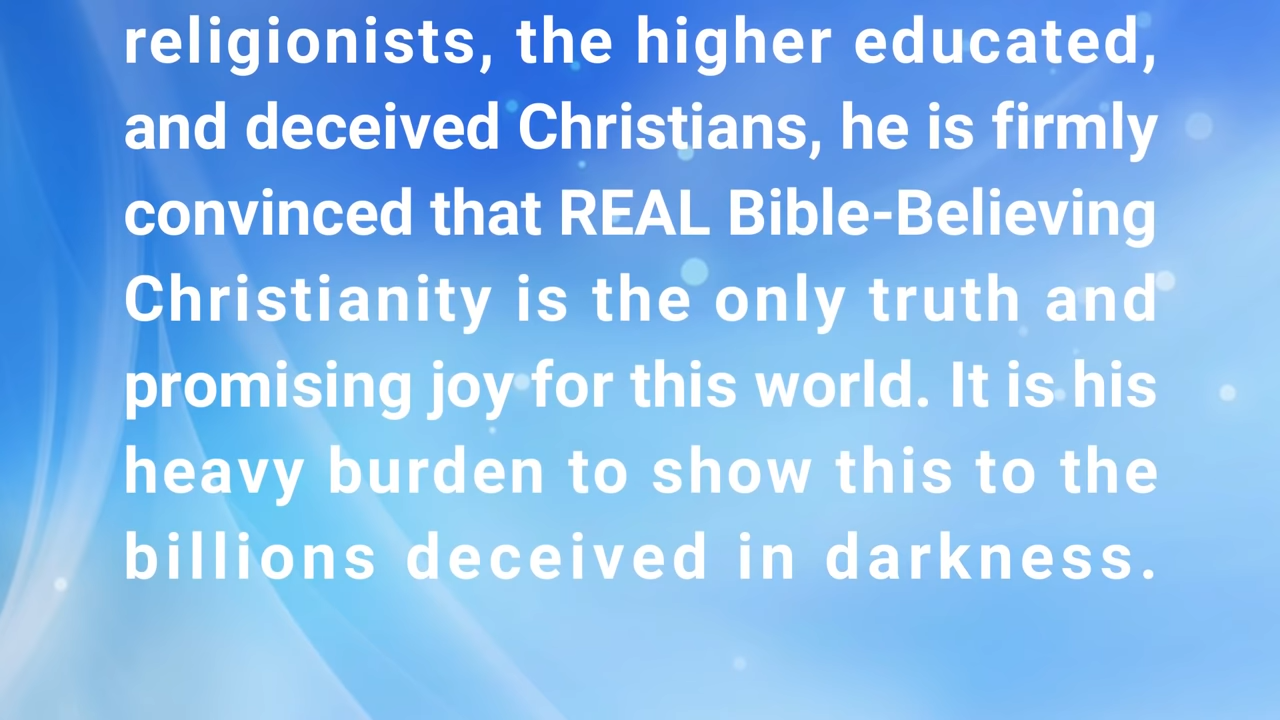 religionists, the higher educated,
and deceived Christians, he is firmly
convinced that REAL Bible-Believing
Christianity is the only truth and
promising joy for this world. It is his
heavy burden to show this to the
billions deceived in darkness.